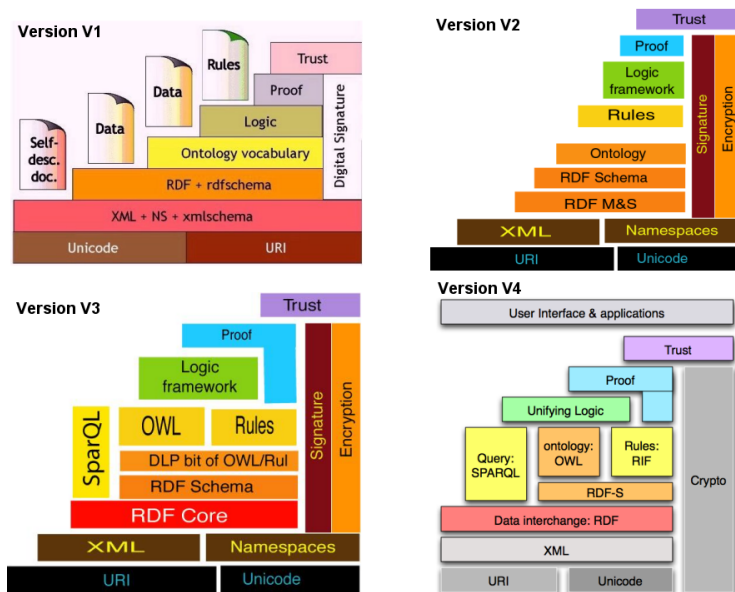 Version V1
Rules
Trust
Data
Proof
Data
Logic
Self-
desc.
doc.
Ontology vocabulary
RDF + rdfschema
XML + NS + xmlschema
Unicode
URI
Digital Signature
Version V2
Trust
Proof
Logic
framework
Rules
Ontology
RDF Schema
RDF M&S
Signature
Encryption
XML
Namespaces
URI
Unicode
Version V3
Trust
Proof
Logic
framework
SparQL
OWL
Rules
DLP bit of OWL/Rul
RDF Schema
RDF Core
Signature
Encryption
XML
Namespaces
URI
Unicode
Version V4
User Interface & applications
Trust
Proof
Unifying Logic
Query:
SPARQL
ontology:
OWL
Rules:
RIF
RDF-S
Crypto
Data interchange: RDF
XML
URI
Unicode